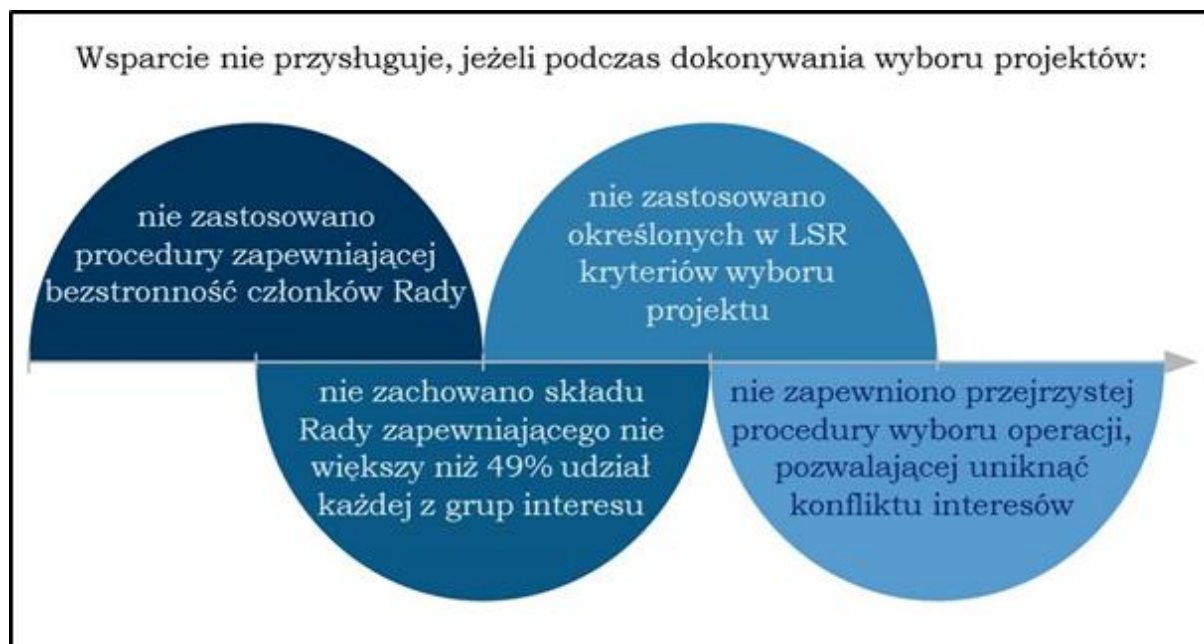 Wsparcie nie przysługuje, jeżeli podczas dokonywania wyboru projektów:
nie zastosowano
procedury zapewniającej
bezstronność członków Rady
nie zachowano składu
Rady zapewniającego nie
większy niż 49% udział
każdej z grup interesu
nie zastosowano
określonych w LSR
kryteriów wyboru
projektu
nie zapewniono przejrzystej
procedury wyboru operacji,
pozwalającej uniknąć
konfliktu interesów